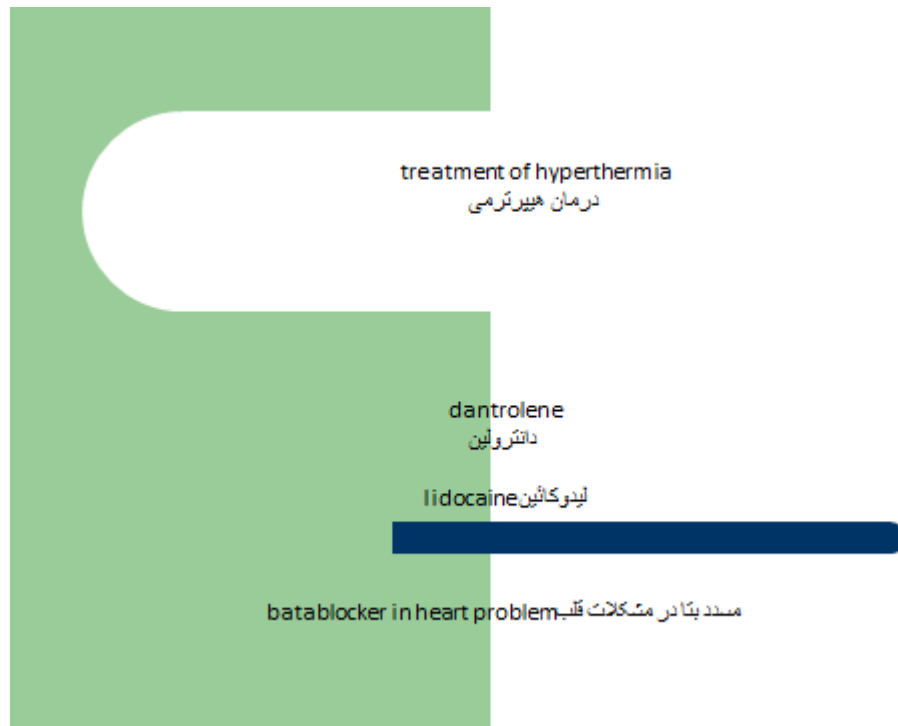 treatment of hyperthermia
درمان هیپرترمی
dantrolene
دانترولین
lidocaineلیدوکائین
batablocker in heart problemمسدد بتا در مشکلات قلب